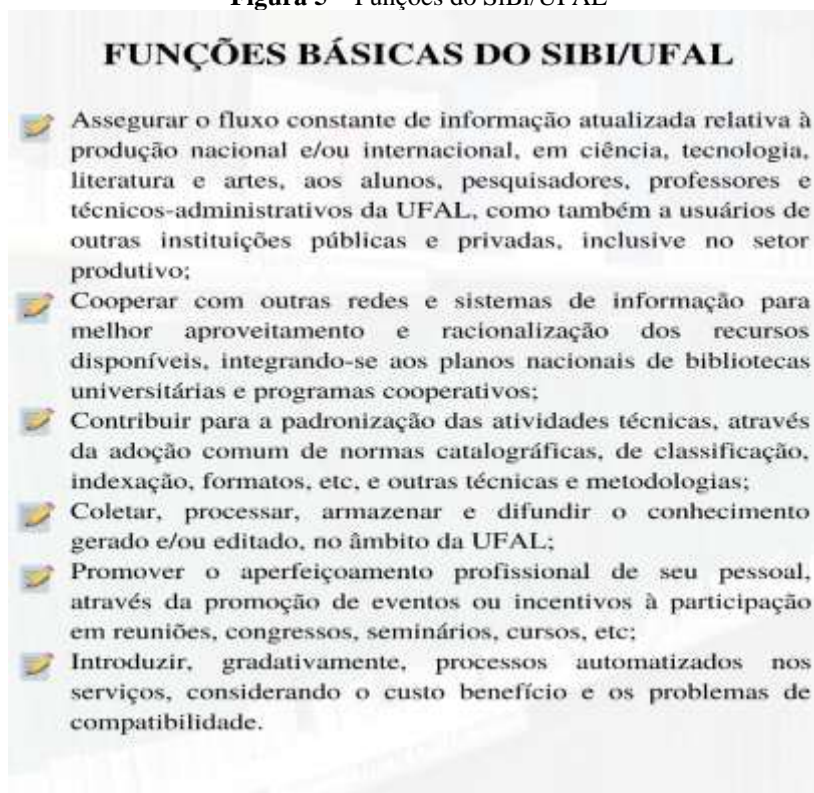 Funções do SIBI/UFAL
FUNÇÕES BÁSICAS DO SIBI/UFAL
Assegurar o fluxo constante de informação atualizada relativa à
produção nacional e/ou internacional, em ciência, tecnologia,
literatura e artes, aos alunos, pesquisadores, professores e
técnicos-administrativos da UFAL, como também a usuários de
outras instituições públicas e privadas, inclusive no setor
produtivo;
Cooperar com outras redes e sistemas de informação para
melhor aproveitamento e racionalização dos recursos
disponíveis, integrando-se aos planos nacionais de bibliotecas
universitárias e programas cooperativos;
Contribuir para a padronização das atividades técnicas, através
da adoção comum de normas catalográficas, de classificação,
indexação, formatos, etc, e outras técnicas e metodologias;
Coletar, processar, armazenar e difundir o conhecimento
gerado e/ou editado, no âmbito da UFAL;
Promover o aperfeiçoamento profissional de seu pessoal,
através da promoção de eventos ou incentivos à participação
em reuniões, congressos, seminários, cursos, etc;
Introduzir, gradativamente, processos automatizados nos
serviços, considerando o custo benefício e os problemas de
compatibilidade.